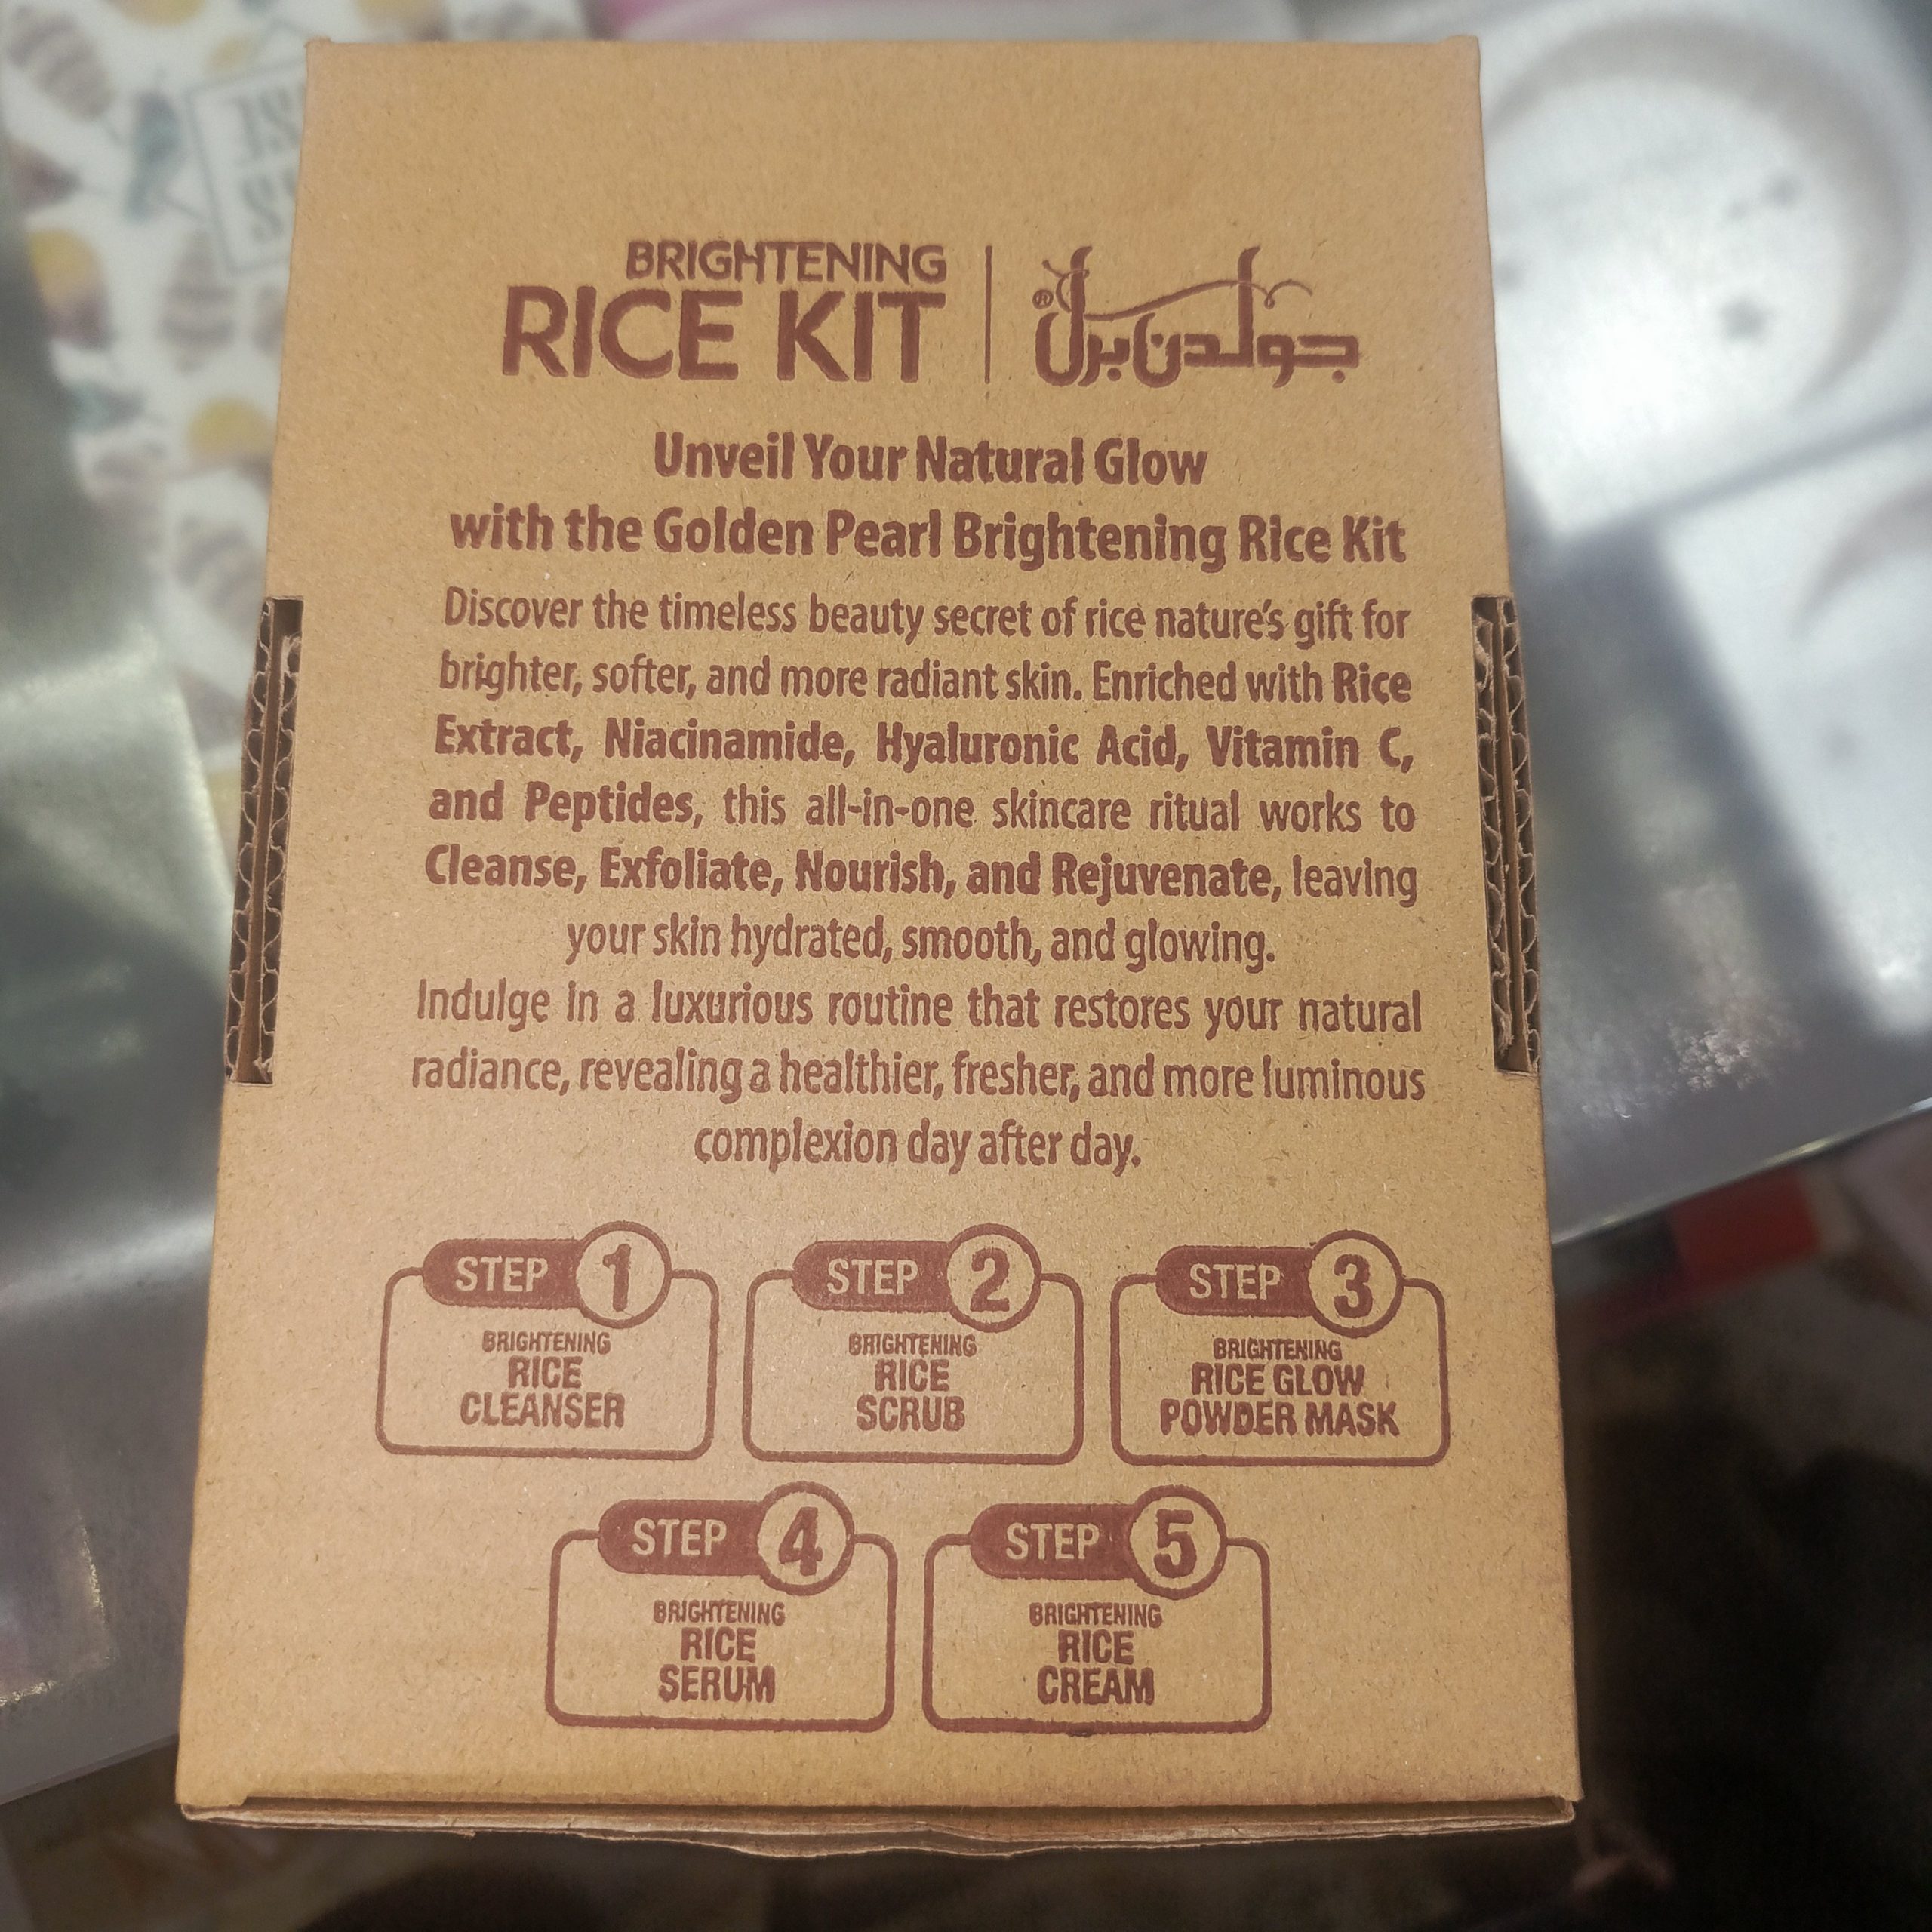 BRIGHTENING
RICE KIT
جولدن بيرل®
Unveil Your Natural Glow
with the Golden Pearl Brightening Rice Kit
Discover the timeless beauty secret of rice nature's gift for
brighter, softer, and more radiant skin. Enriched with Rice
Extract, Niacinamide, Hyaluronic Acid, Vitamin C,
and Peptides, this all-in-one skincare ritual works to
Cleanse, Exfoliate, Nourish, and Rejuvenate, leaving
your skin hydrated, smooth, and glowing.
Indulge in a luxurious routine that restores your natural
radiance, revealing a healthier, fresher, and more luminous
complexion day after day.
STEP 1
BRIGHTENING
RICE
CLEANSER
STEP 2
BRIGHTENING
RICE
SCRUB
STEP 3
BRIGHTENING
RICE GLOW
POWDER MASK
STEP 4
BRIGHTENING
RICE
SERUM
STEP 5
BRIGHTENING
RICE
CREAM